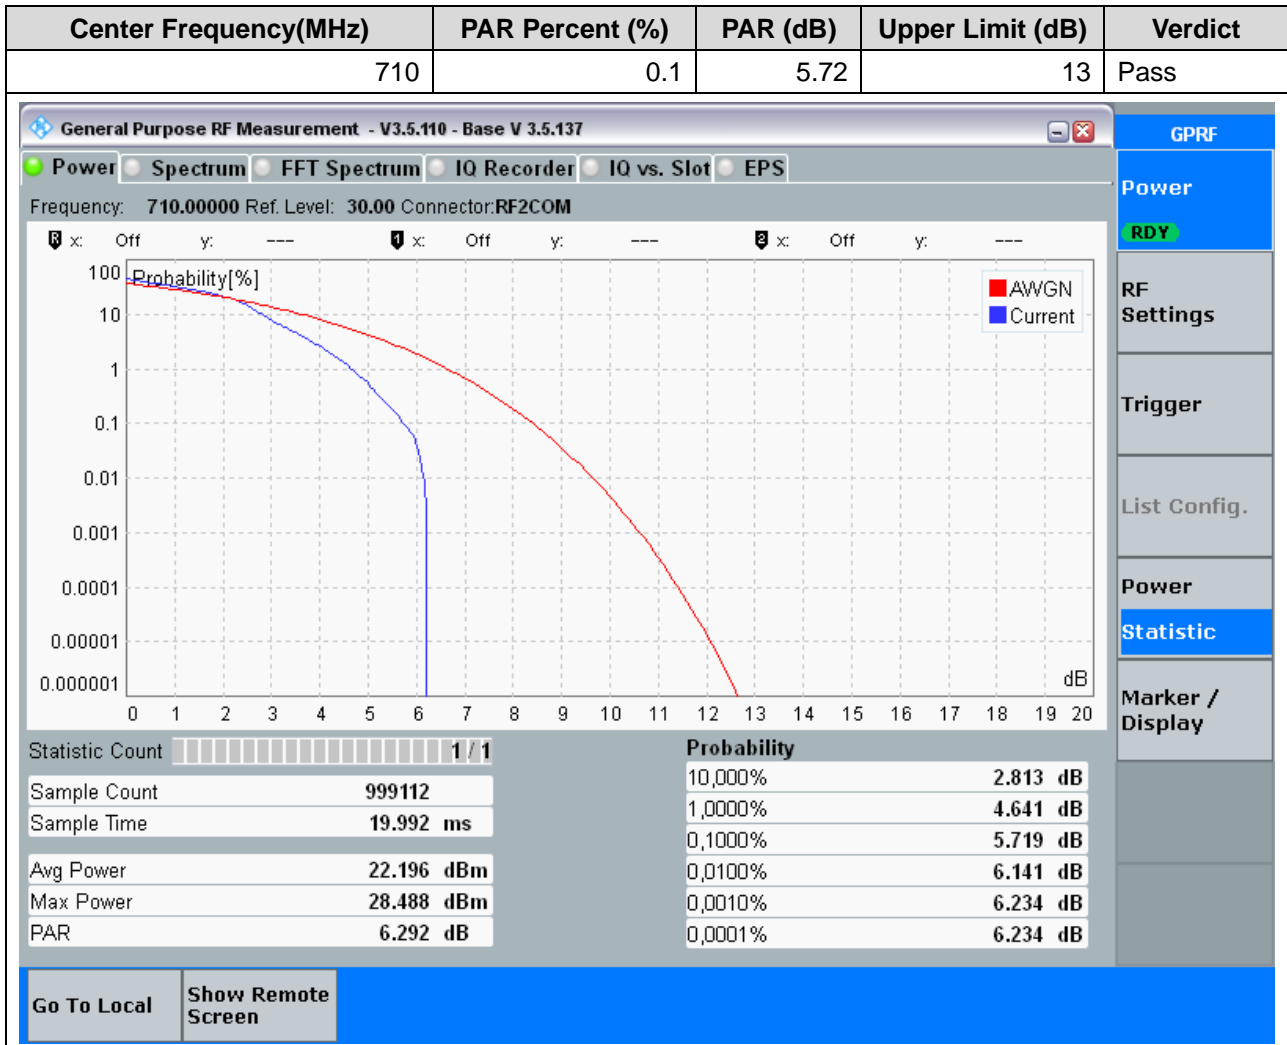 Center Frequency(MHz) PAR Percent (%) PAR (dB) Upper Limit (dB) Verdict
710 0.1 5.72 13 Pass
General Purpose RF Measurement - V3.5.110 - Base V 3.5.137
GPRF
Power Spectrum FFT Spectrum IQ Recorder IQ vs. Slot EPS
Power
RDY
Frequency: 710.00000 Ref. Level: 30.00 Connector:RF2COM
R x: Off y: --- 1 x: Off y: --- 2 x: Off y: ---
Probability[%]
AWGN
Current
100
10
1
0.1
0.01
0.001
0.0001
0.00001
0.000001
dB
0 1 2 3 4 5 6 7 8 9 10 11 12 13 14 15 16 17 18 19 20
RF
Settings
Trigger
List Config.
Power
Statistic
Marker /
Display
Statistic Count 1 / 1
Sample Count 999112
Sample Time 19.992 ms
Avg Power 22.196 dBm
Max Power 28.488 dBm
PAR 6.292 dB
Probability
10,000% 2.813 dB
1,0000% 4.641 dB
0,1000% 5.719 dB
0,0100% 6.141 dB
0,0010% 6.234 dB
0,0001% 6.234 dB
Go To Local
Show Remote
Screen